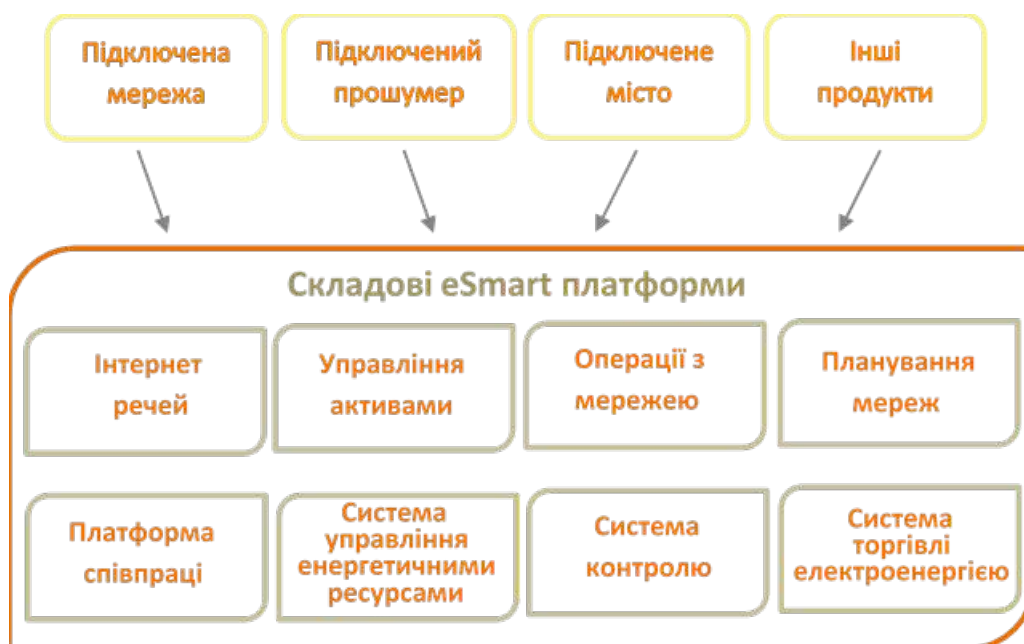 Підключена
мережа
Підключений
прошумер
Підключене
місто
Інші
продукти
Складові eSmart платформи
Інтернет
речей
Управління
активами
Операції з
мережею
Планування
мереж
Платформа
співпраці
Система
управління
енергетичними
ресурсами
Система
контролю
Система
торгівлі
електроенергією